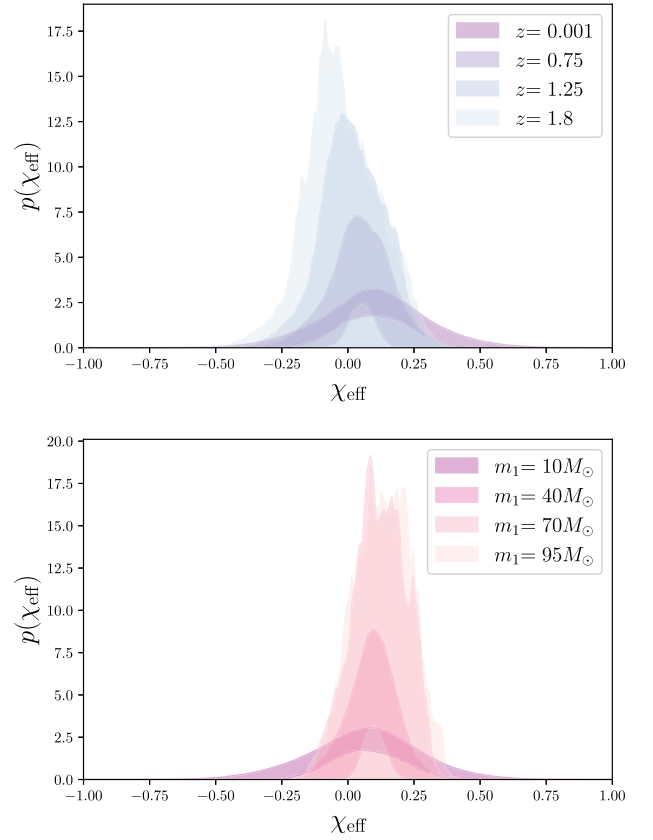 17.5
15.0
12.5
10.0
7.5
5.0
2.5
0.0
p(χeff)
z= 0.001
z= 0.75
z= 1.25
z= 1.8
−1.00 −0.75 −0.50 −0.25 0.00 0.25 0.50 0.75 1.00
χeff
20.0
17.5
15.0
12.5
10.0
7.5
5.0
2.5
0.0
p(χeff)
m₁= 10M⊙
m₁= 40M⊙
m₁= 70M⊙
m₁= 95M⊙
−1.00 −0.75 −0.50 −0.25 0.00 0.25 0.50 0.75 1.00
χeff